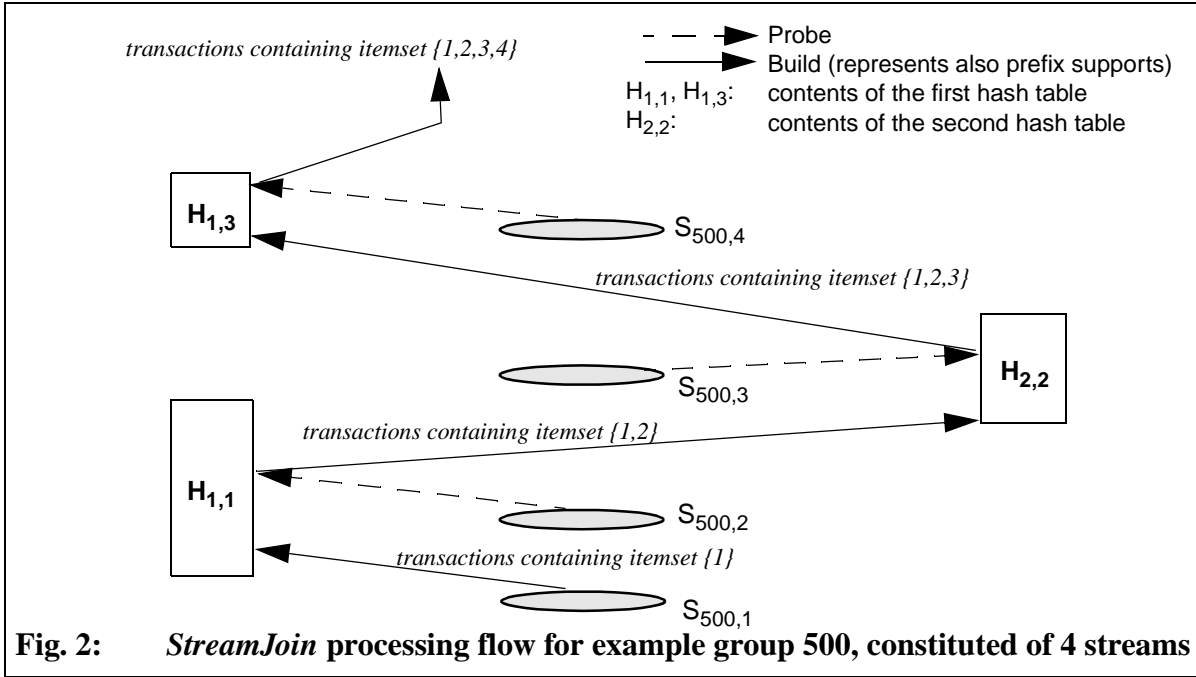 transactions containing itemset {1,2,3,4}
Probe
Build (represents also prefix supports)
H1,1, H1,3: contents of the first hash table
H2,2: contents of the second hash table
H1,3
S500,4
transactions containing itemset {1,2,3}
H2,2
S500,3
transactions containing itemset {1,2}
H1,1
S500,2
transactions containing itemset {1}
S500,1
Fig. 2: StreamJoin processing flow for example group 500, constituted of 4 streams